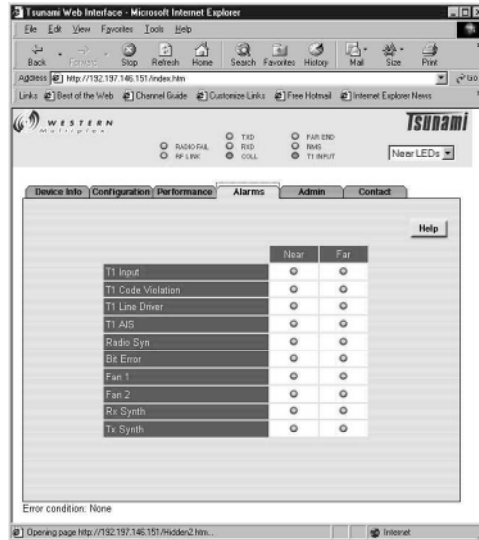 Tsunami Web Interface - Microsoft Internet Explorer
File Edit View Favorites Tools Help
Back Forward Stop Refresh Home Search Favorites History Mail Size Print
Address http://192.197.146.151/index.htm Go
Links Best of the Web Channel Guide Customize Links Free Hotmail Internet Explorer News
WESTERN
Multiplex
Tsunami
TXD FAR END
RADIO FAIL RXD NMS
RF LINK COLL T1 INPUT
Near LEDs
Device Info Configuration Performance Alarms Admin Contact
Help
Near Far
T1 Input
T1 Code Violation
T1 Line Driver
T1 AIS
Radio Syn
Bit Error
Fan 1
Fan 2
Rx Synth
Tx Synth
Error condition: None
Opening page http://192.197.146.151/Hidden2.htm... Internet